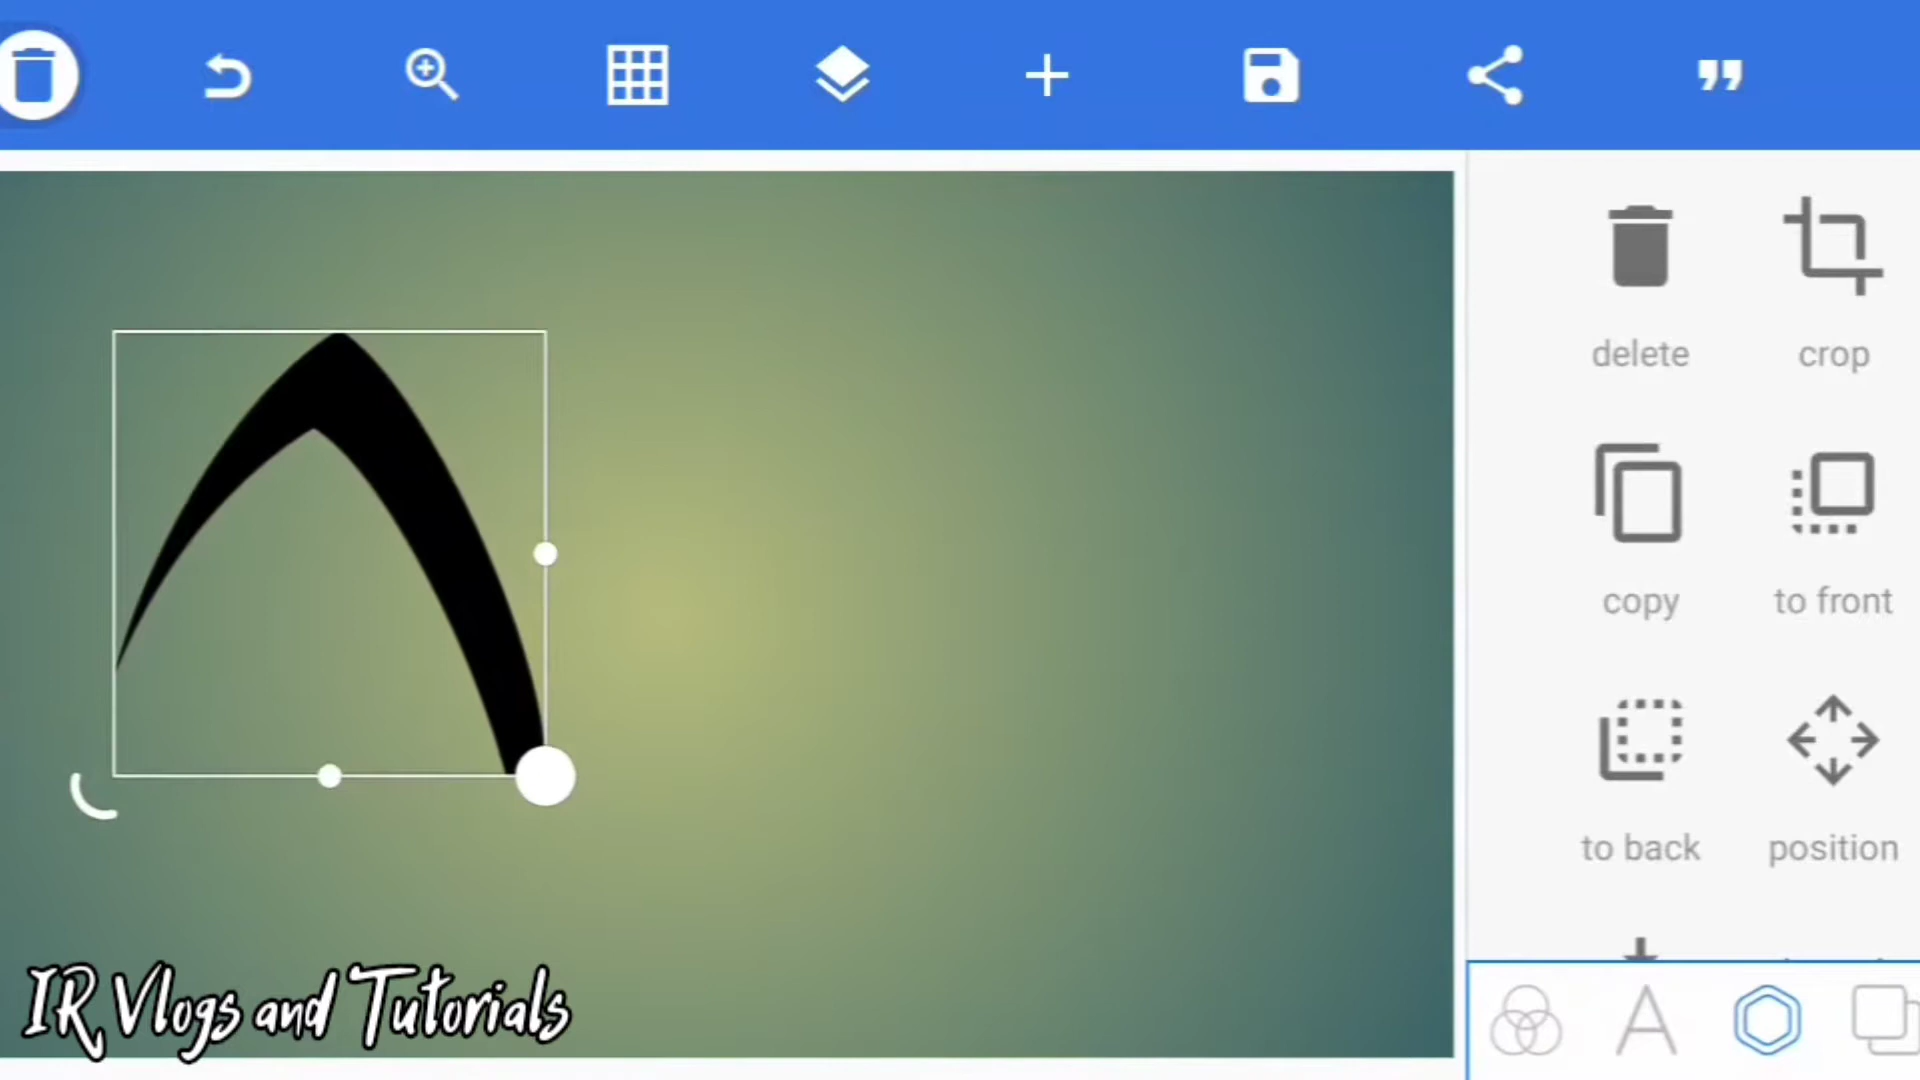 delete
crop
copy
to front
to back
position
IR Vlogs and Tutorials